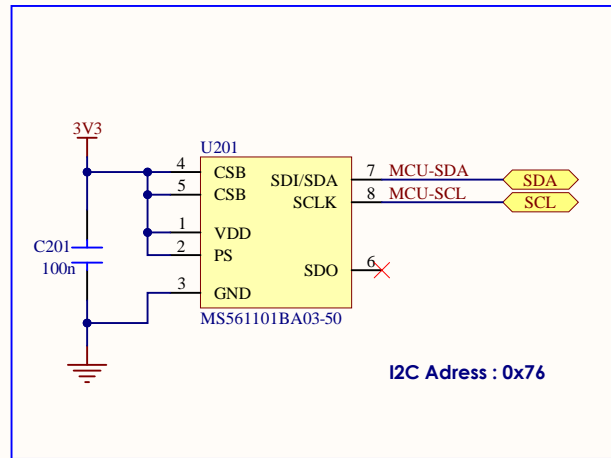 3V3
U201
4 CSB
5 CSB
1 VDD
2 PS
3 GND
SDI/SDA 7 MCU-SDA SDA
SCLK 8 MCU-SCL SCL
SDO 6
C201
100n
MS561101BA03-50
I2C Adress : 0x76